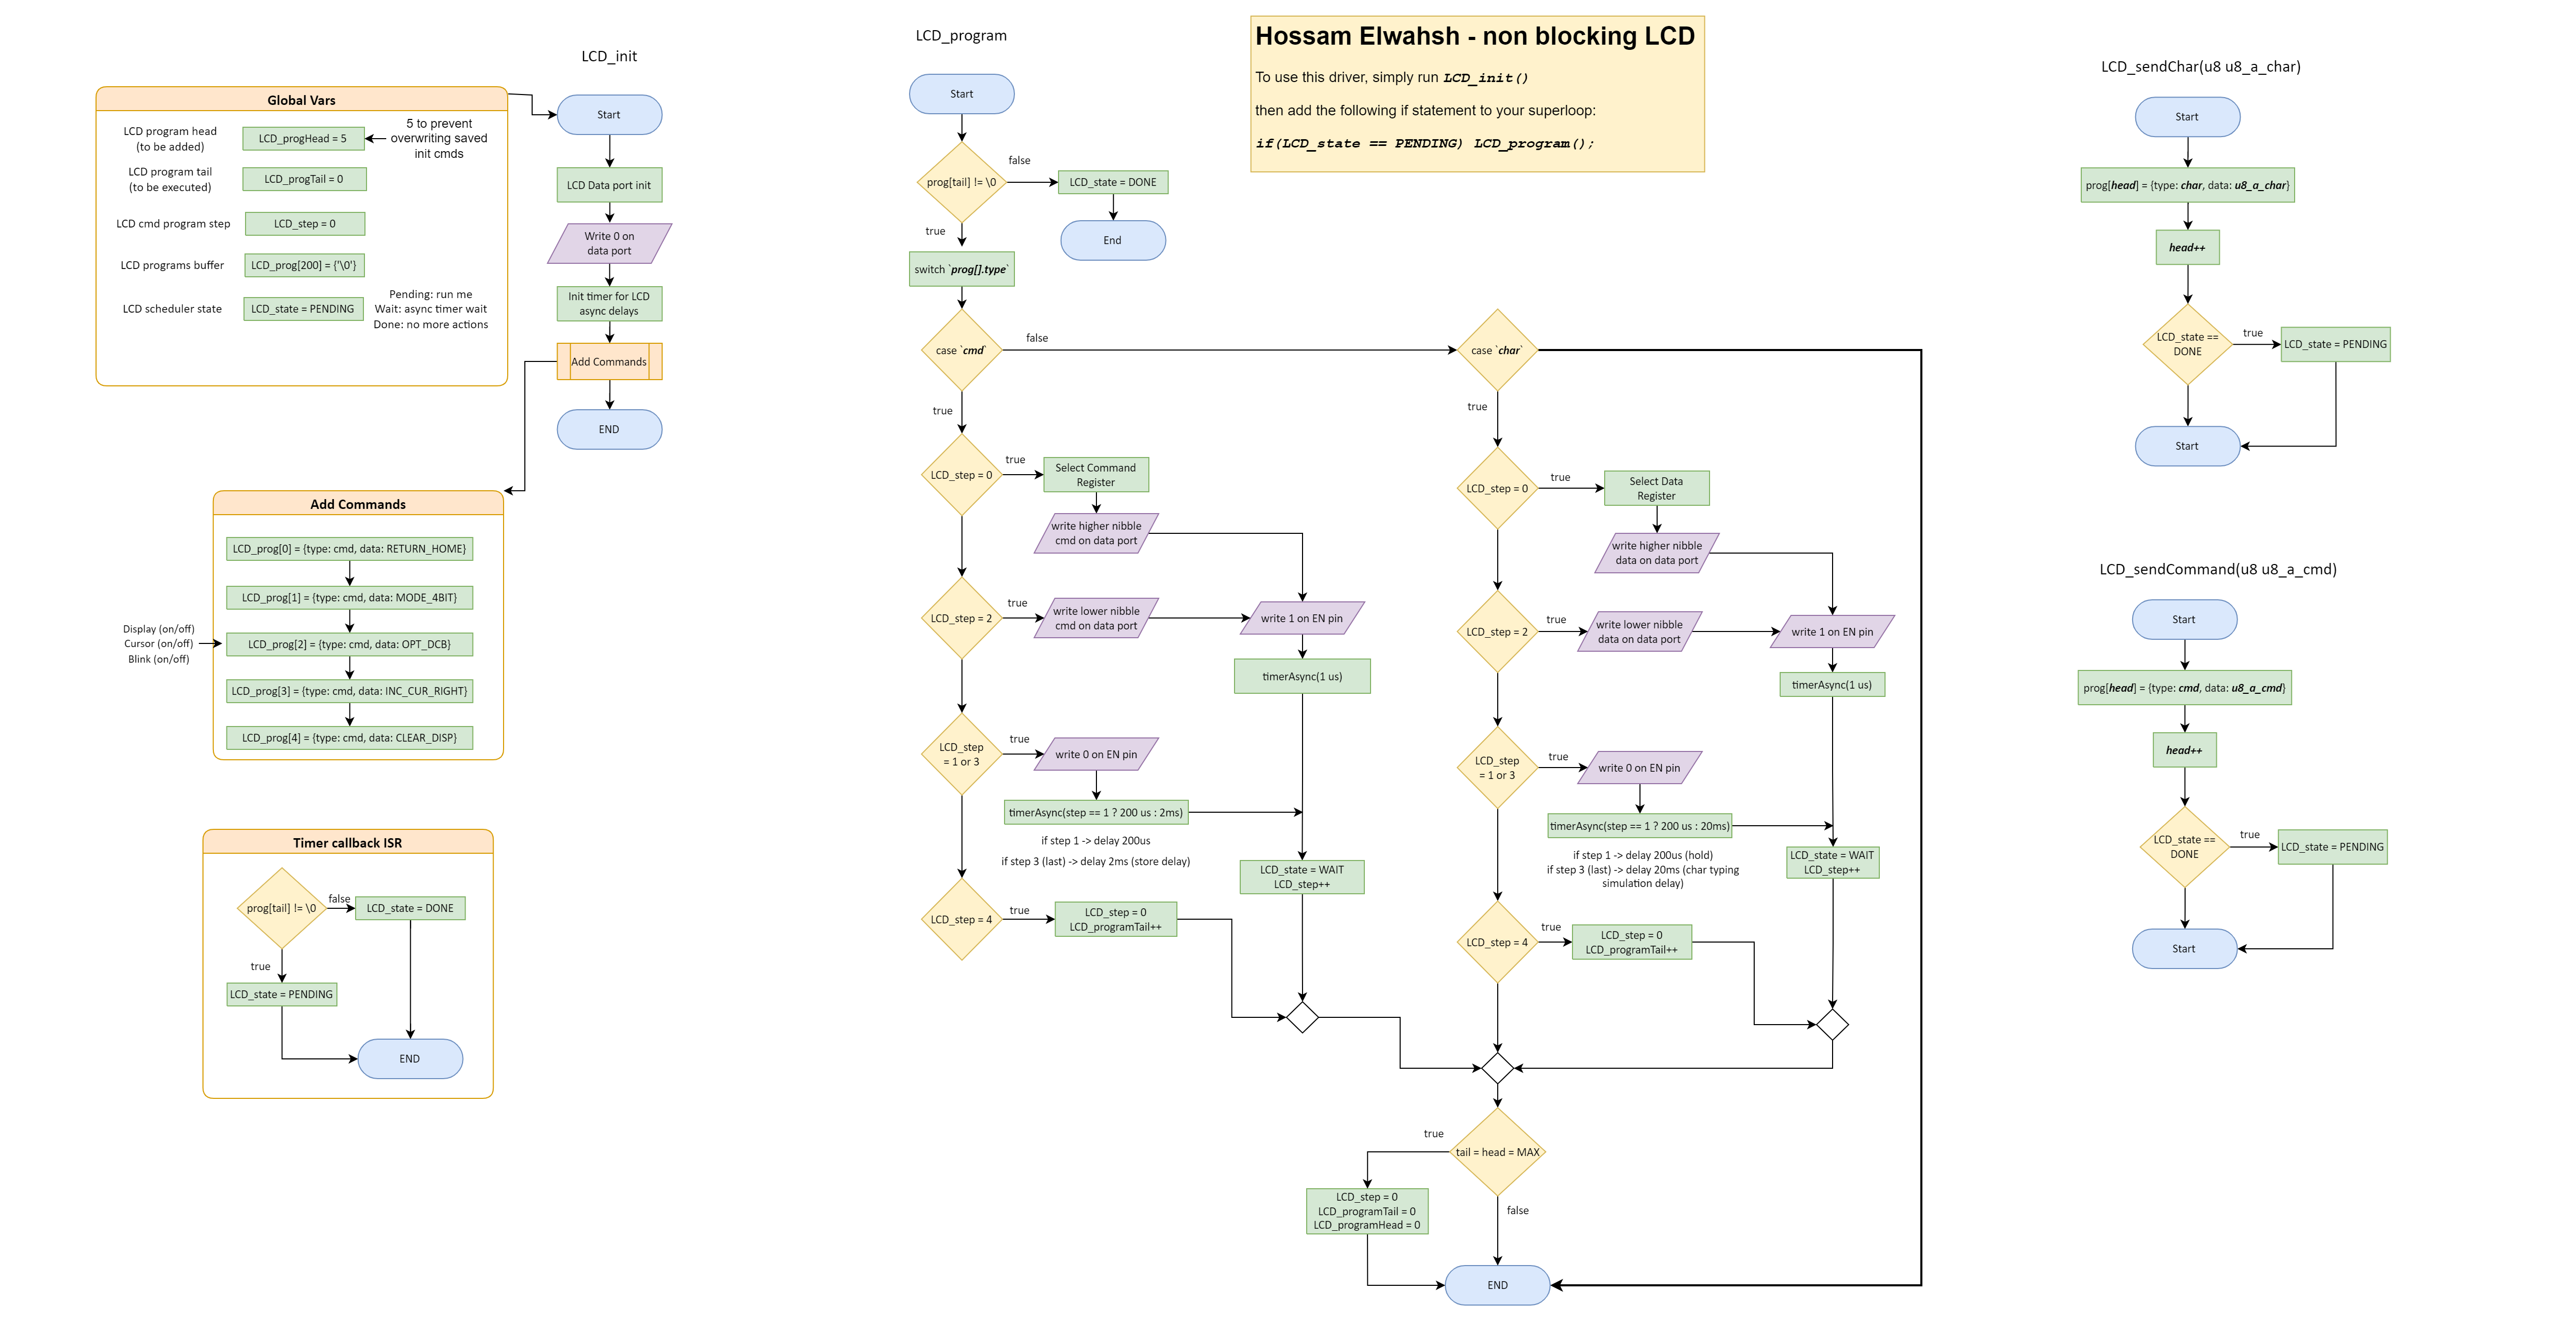 LCD_init
Global Vars
LCD program head
(to be added)
LCD_progHead = 5
5 to prevent
overwriting saved
init cmds
LCD program tail
(to be executed)
LCD_progTail = 0
LCD cmd program step
LCD_step = 0
LCD programs buffer
LCD_prog[200] = {'\0'}
LCD scheduler state
LCD_state = PENDING
Pending: run me
Wait: async timer wait
Done: no more actions
Start
LCD Data port init
Write 0 on
data port
Init timer for LCD
async delays
Add Commands
END
Add Commands
LCD_prog[0] = {type: cmd, data: RETURN_HOME}
LCD_prog[1] = {type: cmd, data: MODE_4BIT}
Display (on/off)
Cursor (on/off)
Blink (on/off)
LCD_prog[2] = {type: cmd, data: OPT_DCB}
LCD_prog[3] = {type: cmd, data: INC_CUR_RIGHT}
LCD_prog[4] = {type: cmd, data: CLEAR_DISP}
Timer callback ISR
prog[tail] != \0
false
LCD_state = DONE
true
LCD_state = PENDING
END
LCD_program
Start
prog[tail] != \0
false
LCD_state = DONE
End
true
switch `prog[].type`
case `cmd`
false
case `char`
true
LCD_step = 0
true
Select Command
Register
write higher nibble
cmd on data port
LCD_step = 2
true
write lower nibble
cmd on data port
write 1 on EN pin
timerAsync(1 us)
LCD_step
= 1 or 3
true
write 0 on EN pin
timerAsync(step == 1 ? 200 us : 2ms)
if step 1 -> delay 200us
if step 3 (last) -> delay 2ms (store delay)
LCD_state = WAIT
LCD_step++
LCD_step = 4
true
LCD_step = 0
LCD_programTail++
true
LCD_step = 0
true
Select Data
Register
write higher nibble
data on data port
LCD_step = 2
true
write lower nibble
data on data port
write 1 on EN pin
timerAsync(1 us)
LCD_step
= 1 or 3
true
write 0 on EN pin
timerAsync(step == 1 ? 200 us : 20ms)
if step 1 -> delay 200us (hold)
if step 3 (last) -> delay 20ms (char typing
simulation delay)
LCD_state = WAIT
LCD_step++
LCD_step = 4
true
LCD_step = 0
LCD_programTail++
tail = head = MAX
true
LCD_step = 0
LCD_programTail = 0
LCD_programHead = 0
false
END
Hossam Elwahsh - non blocking LCD
To use this driver, simply run LCD_init()
then add the following if statement to your superloop:
if(LCD_state == PENDING) LCD_program();
LCD_sendChar(u8 u8_a_char)
Start
prog[head] = {type: char, data: u8_a_char}
head++
LCD_state ==
DONE
true
LCD_state = PENDING
Start
LCD_sendCommand(u8 u8_a_cmd)
Start
prog[head] = {type: cmd, data: u8_a_cmd}
head++
LCD_state ==
DONE
true
LCD_state = PENDING
Start